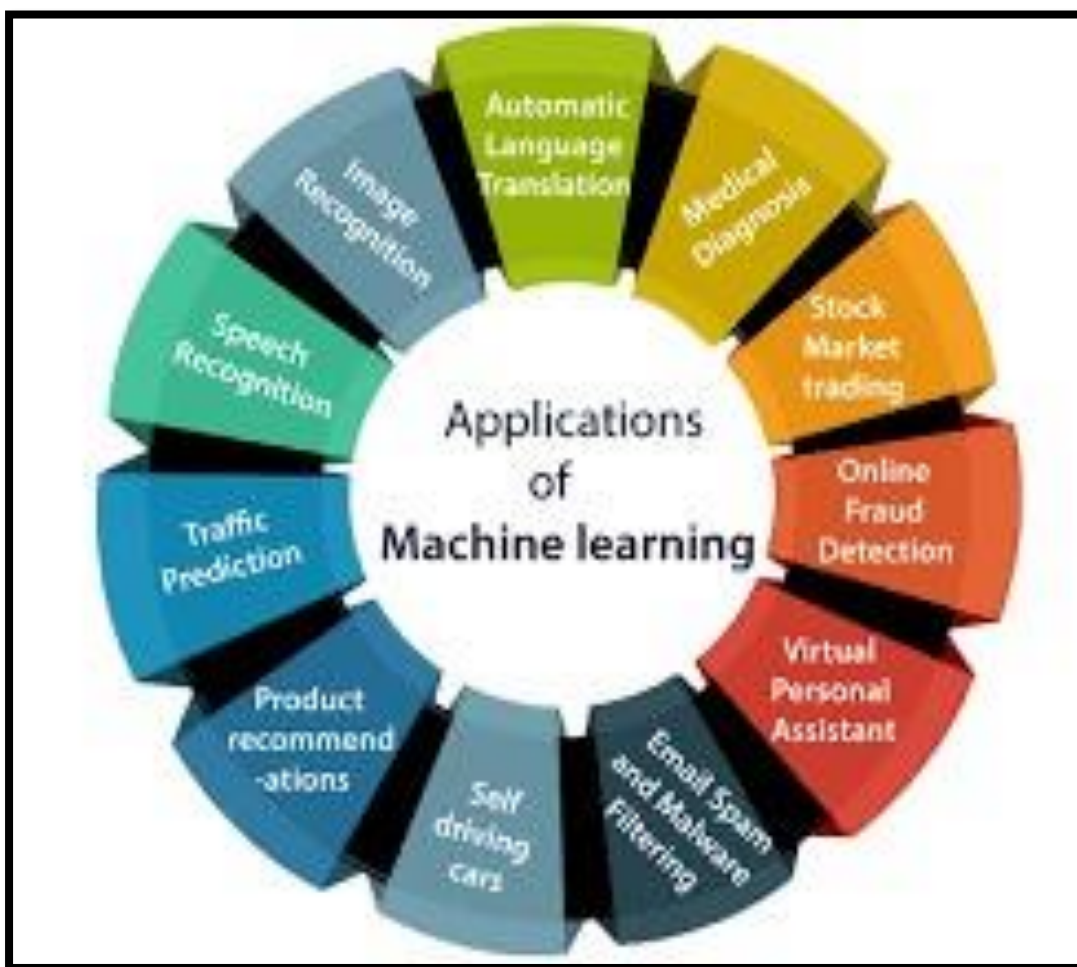 Applications
of
Machine learning
Automatic
Language
Translation
Medical
Diagnosis
Stock
Market
trading
Online
Fraud
Detection
Virtual
Personal
Assistant
Email Spam
and Malware
Filtering
Self
driving
cars
Product
recommend
-ations
Traffic
Prediction
Speech
Recognition
Image
Recognition